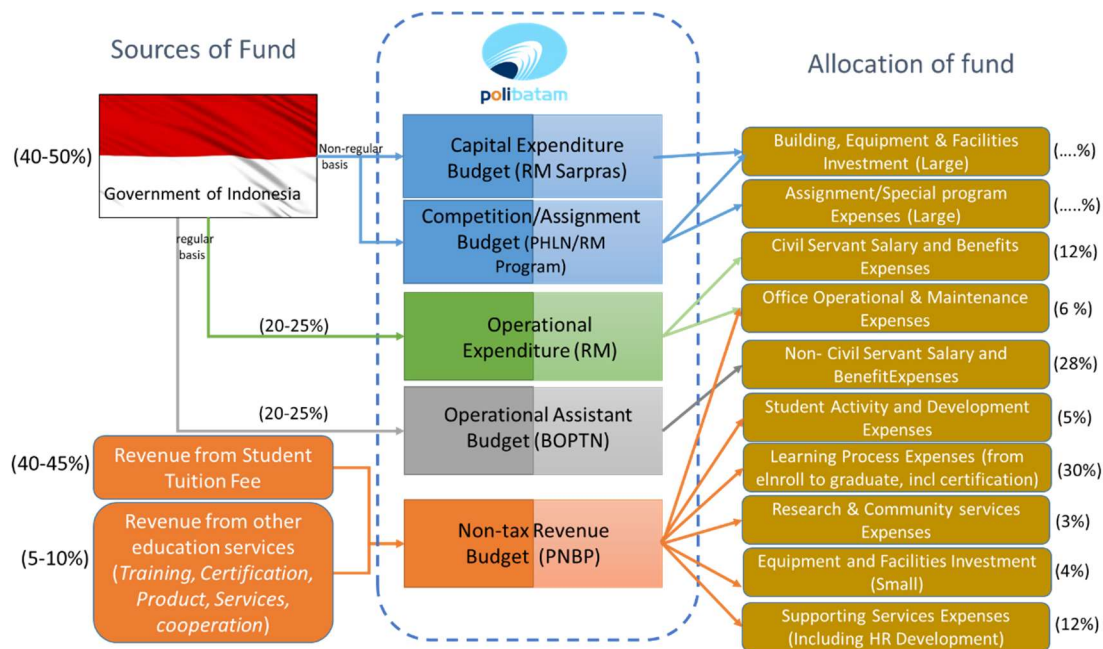 Sources of Fund
(40-50%)
Government of Indonesia
Non-regular
basis
regular
basis
(20-25%)
(20-25%)
(40-45%)
Revenue from Student
Tuition Fee
(5-10%)
Revenue from other
education services
(Training, Certification,
Product, Services,
cooperation)
polibatam
Capital Expenditure
Budget (RM Sarpras)
Competition/Assignment
Budget (PHLN/RM
Program)
Operational
Expenditure (RM)
Operational Assistant
Budget (BOPTN)
Non-tax Revenue
Budget (PNBP)
Allocation of fund
Building, Equipment & Facilities
Investment (Large)
(....%)
Assignment/Special program
Expenses (Large)
(.....%)
Civil Servant Salary and Benefits
Expenses
(12%)
Office Operational & Maintenance
Expenses
(6 %)
Non- Civil Servant Salary and
BenefitExpenses
(28%)
Student Activity and Development
Expenses
(5%)
Learning Process Expenses (from
elnroll to graduate, incl certification)
(30%)
Research & Community services
Expenses
(3%)
Equipment and Facilities Investment
(Small)
(4%)
Supporting Services Expenses
(Including HR Development)
(12%)